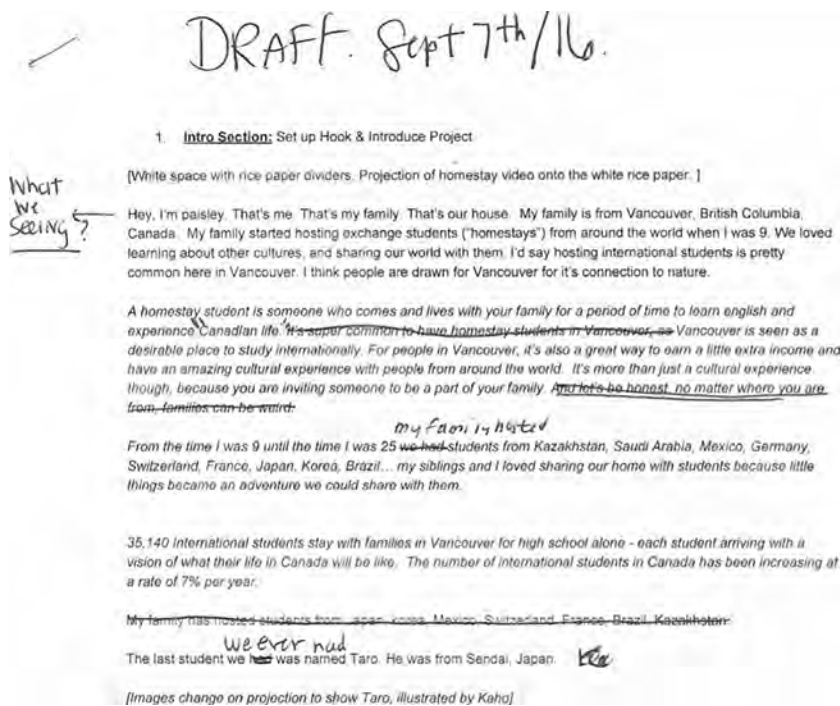 DRAFT. Sept 7th/16.
1. Intro Section: Set up Hook & Introduce Project
[White space with rice paper dividers. Projection of homestay video onto the white rice paper. ]
What
we
seeing?
Hey, I'm paisley. That's me. That's my family. That's our house. My family is from Vancouver, British Columbia,
Canada. My family started hosting exchange students ("homestays") from around the world when I was 9. We loved
learning about other cultures, and sharing our world with them. I'd say hosting international students is pretty
common here in Vancouver. I think people are drawn for Vancouver for it's connection to nature.
A homestay student is someone who comes and lives with your family for a period of time to learn english and
experience Canadian life. It's super common to have homestay students in Vancouver, as Vancouver is seen as a
desirable place to study internationally. For people in Vancouver, it's also a great way to earn a little extra income and
have an amazing cultural experience with people from around the world. It's more than just a cultural experience
though, because you are inviting someone to be a part of your family. And let's be honest, no matter where you are
from, families can be weird.
my family hosted
From the time I was 9 until the time I was 25 we had students from Kazakhstan, Saudi Arabia, Mexico, Germany,
Switzerland, France, Japan, Korea, Brazil... my siblings and I loved sharing our home with students because little
things became an adventure we could share with them.
35,140 International students stay with families in Vancouver for high school alone - each student arriving with a
vision of what their life in Canada will be like. The number of international students in Canada has been increasing at
a rate of 7% per year.
My family has hosted students from Japan, korea, Mexico, Switzerland, France, Brazil, Kazakhstan.
we ever had
The last student we had was named Taro. He was from Sendai, Japan.
[Images change on projection to show Taro, illustrated by Kaho]